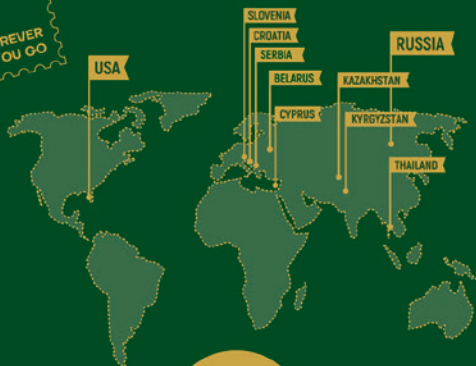 REVER
OU GO
USA
SLOVENIA
CROATIA
SERBIA
BELARUS
CYPRUS
KAZAKHSTAN
KYRGYZSTAN
RUSSIA
THAILAND